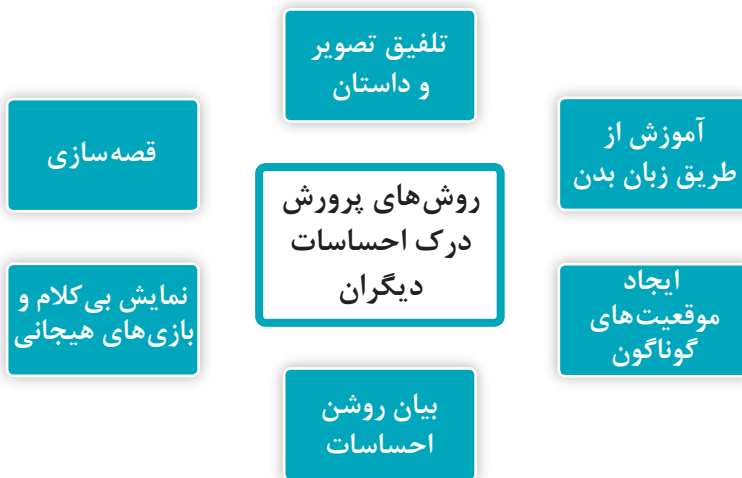 تلفیق تصویر
و داستان
آموزش از
طریق زبان بدن
قصه‌سازی
روش‌های پرورش
درک احساسات
دیگران
ایجاد
موقعیت‌های
گوناگون
نمایش بی‌کلام و
بازی‌های هیجانی
بیان روشن
احساسات